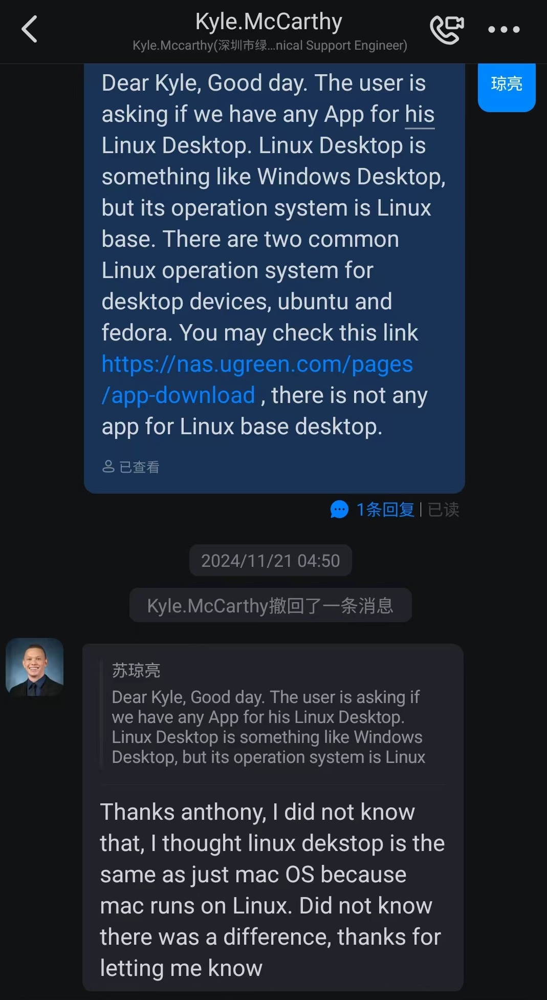 Kyle.McCarthy
Kyle.Mccarthy(深圳市绿...nical Support Engineer)
琼亮
Dear Kyle, Good day. The user is
asking if we have any App for his
Linux Desktop. Linux Desktop is
something like Windows Desktop,
but its operation system is Linux
base. There are two common
Linux operation system for
desktop devices, ubuntu and
fedora. You may check this link
https://nas.ugreen.com/pages
/app-download , there is not any
app for Linux base desktop.
已查看
1条回复 | 已读
2024/11/21 04:50
Kyle.McCarthy撤回了一条消息
苏琼亮
Dear Kyle, Good day. The user is asking if
we have any App for his Linux Desktop.
Linux Desktop is something like Windows
Desktop, but its operation system is Linux
Thanks anthony, I did not know
that, I thought linux dekstop is the
same as just mac OS because
mac runs on Linux. Did not know
there was a difference, thanks for
letting me know